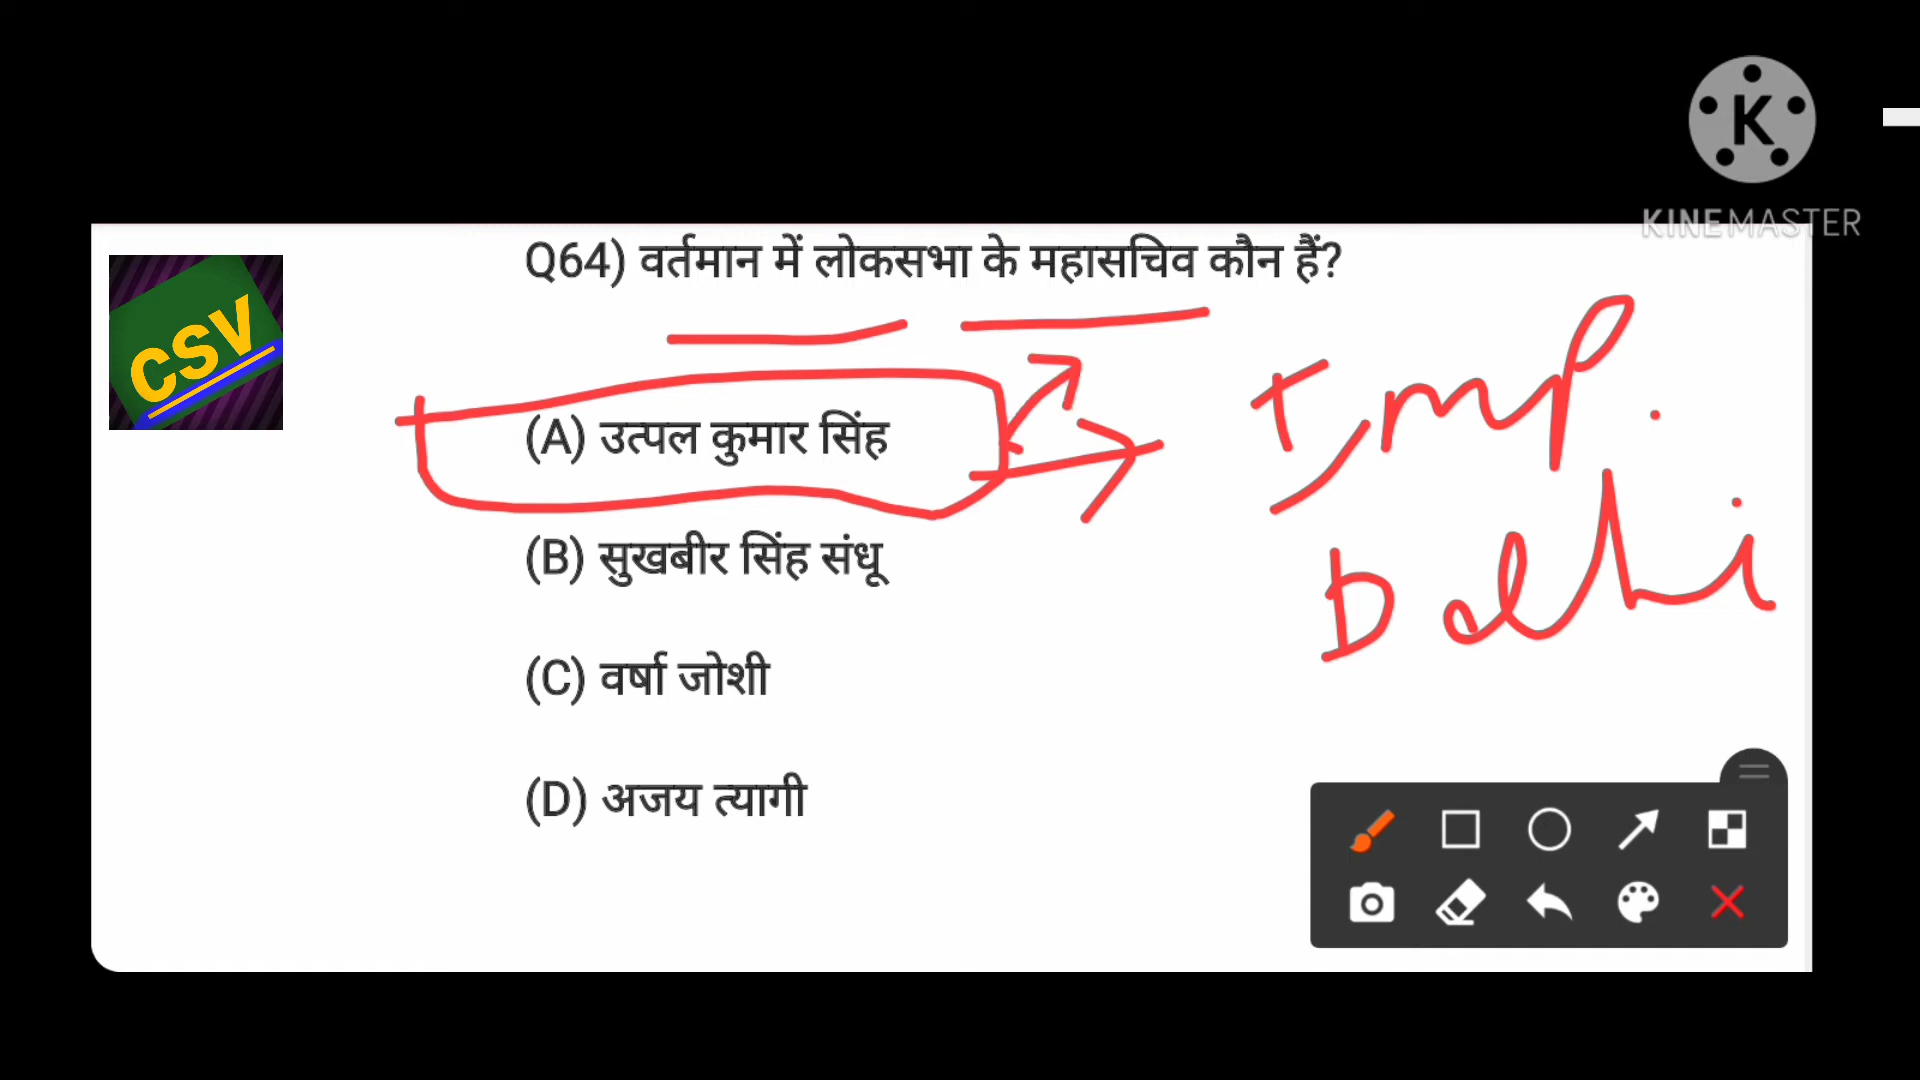 K
KINEMASTER
CSV
Q64) वर्तमान में लोकसभा के महासचिव कौन हैं?
(A) उत्पल कुमार सिंह
Imp.
(B) सुखबीर सिंह संधू
Delhi
(C) वर्षा जोशी
(D) अजय त्यागी